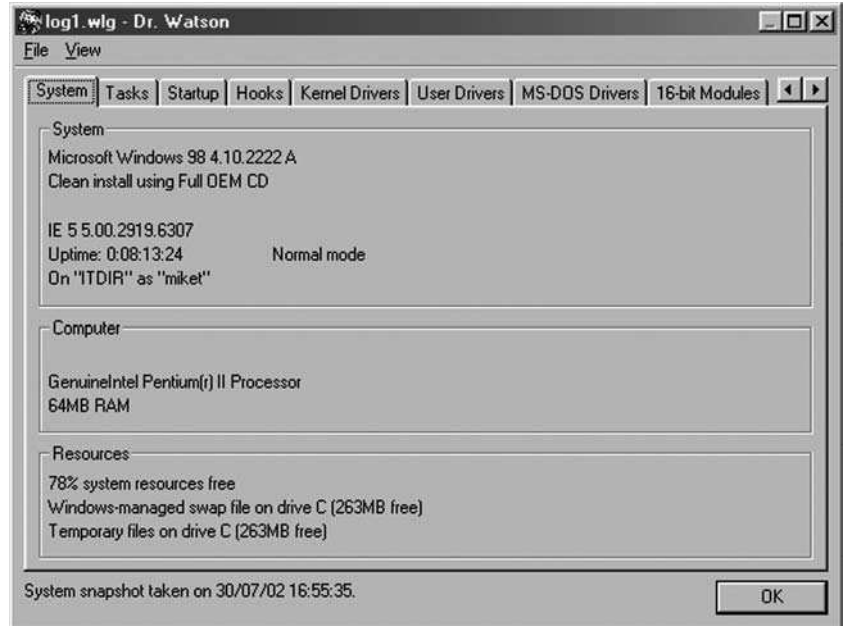 log1.wlg - Dr. Watson
File View
System Tasks Startup Hooks Kernel Drivers User Drivers MS-DOS Drivers 16-bit Modules
System
Microsoft Windows 98 4.10.2222 A
Clean install using Full OEM CD
IE 5 5.00.2919.6307
Uptime: 0:08:13:24 Normal mode
On "ITDIR" as "miket"
Computer
GenuineIntel Pentium(r) II Processor
64MB RAM
Resources
78% system resources free
Windows-managed swap file on drive C (263MB free)
Temporary files on drive C (263MB free)
System snapshot taken on 30/07/02 16:55:35.
OK